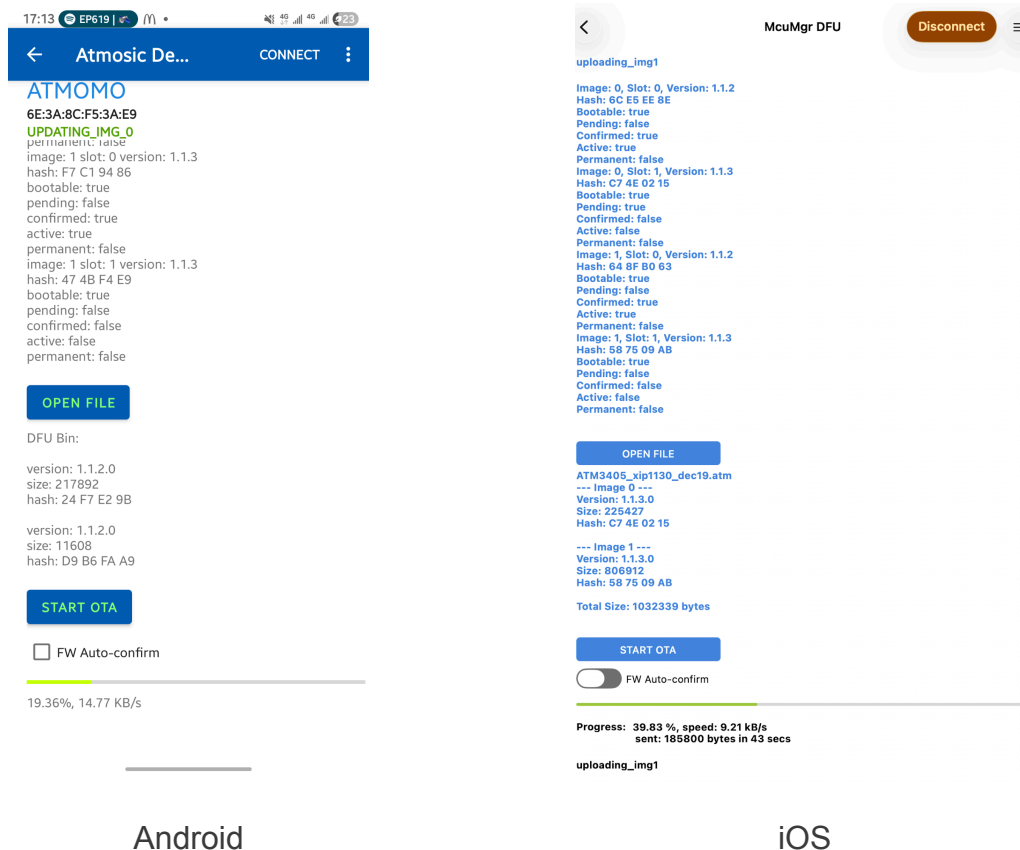 17:13 EP619 | 4G 4G 23
Atmosic De... CONNECT
ATMOMO
6E:3A:8C:F5:3A:E9
UPDATING_IMG_0
permanent: false
image: 1 slot: 0 version: 1.1.3
hash: F7 C1 94 86
bootable: true
pending: false
confirmed: true
active: true
permanent: false
image: 1 slot: 1 version: 1.1.3
hash: 47 4B F4 E9
bootable: true
pending: false
confirmed: false
active: false
permanent: false
OPEN FILE
DFU Bin:
version: 1.1.2.0
size: 217892
hash: 24 F7 E2 9B
version: 1.1.2.0
size: 11608
hash: D9 B6 FA A9
START OTA
FW Auto-confirm
19.36%, 14.77 KB/s
Android
McuMgr DFU Disconnect
uploading_img1
Image: 0, Slot: 0, Version: 1.1.2
Hash: 6C E5 EE 8E
Bootable: true
Pending: false
Confirmed: true
Active: true
Permanent: false
Image: 0, Slot: 1, Version: 1.1.3
Hash: C7 4E 02 15
Bootable: true
Pending: true
Confirmed: false
Active: false
Permanent: false
Image: 1, Slot: 0, Version: 1.1.2
Hash: 64 8F B0 63
Bootable: true
Pending: false
Confirmed: true
Active: true
Permanent: false
Image: 1, Slot: 1, Version: 1.1.3
Hash: 58 75 09 AB
Bootable: true
Pending: false
Confirmed: false
Active: false
Permanent: false
OPEN FILE
ATM3405_xip1130_dec19.atm
--- Image 0 ---
Version: 1.1.3.0
Size: 225427
Hash: C7 4E 02 15
--- Image 1 ---
Version: 1.1.3.0
Size: 806912
Hash: 58 75 09 AB
Total Size: 1032339 bytes
START OTA
FW Auto-confirm
Progress: 39.83 %, speed: 9.21 kB/s
sent: 185800 bytes in 43 secs
uploading_img1
iOS